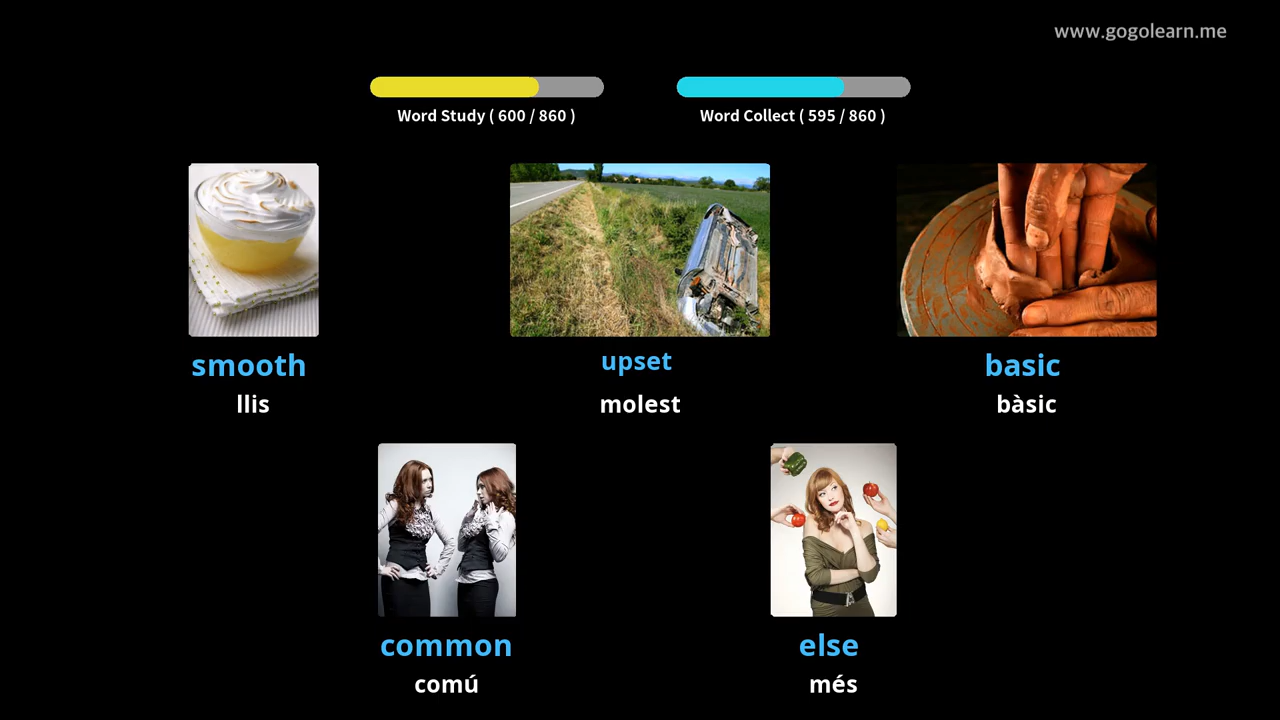 www.gogolearn.me
Word Study ( 600 / 860 )
Word Collect ( 595 / 860 )
smooth
llis
upset
molest
basic
bàsic
common
comú
else
més